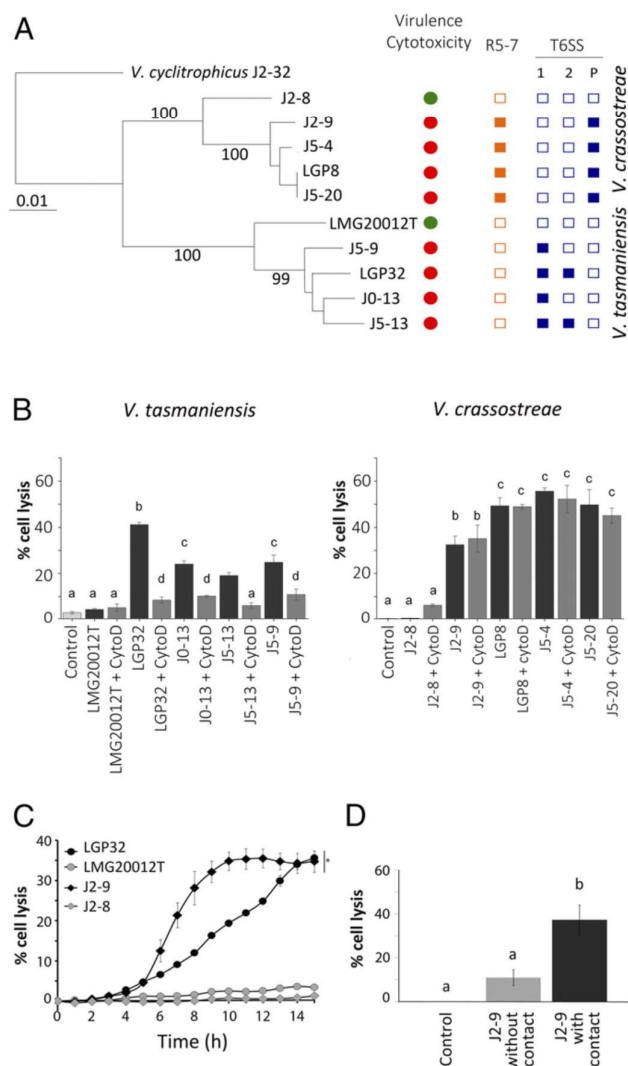 A
Virulence
Cytotoxicity
R5-7
T6SS
1 2 P
V. cyclitrophicus J2-32
J2-8
100
J2-9
J5-4
100
LGP8
J5-20
V. crassostreae
0.01
LMG20012T
100
J5-9
99
LGP32
J0-13
J5-13
V. tasmaniensis
B
V. tasmaniensis
V. crassostreae
% cell lysis
60
40
20
0
a
a
a
b
d
c
d
c
a
c
d
Control
LMG20012T
LMG20012T + CytoD
LGP32
LGP32 + CytoD
J0-13
J0-13 + CytoD
J5-13
J5-13 + CytoD
J5-9
J5-9 + CytoD
% cell lysis
60
40
20
0
a
a
a
b
b
c
c
c
c
c
c
Control
J2-8
J2-8 + CytoD
J2-9
J2-9 + CytoD
LGP8
LGP8 + CytoD
J5-4
J5-4 + CytoD
J5-20
J5-20 + CytoD
C
% cell lysis
40
35
30
20
10
0
LGP32
LMG20012T
J2-9
J2-8
*
0 2 4 6 8 10 12 14
Time (h)
D
% cell lysis
60
40
20
0
a
a
b
Control
J2-9
without
contact
J2-9
with
contact